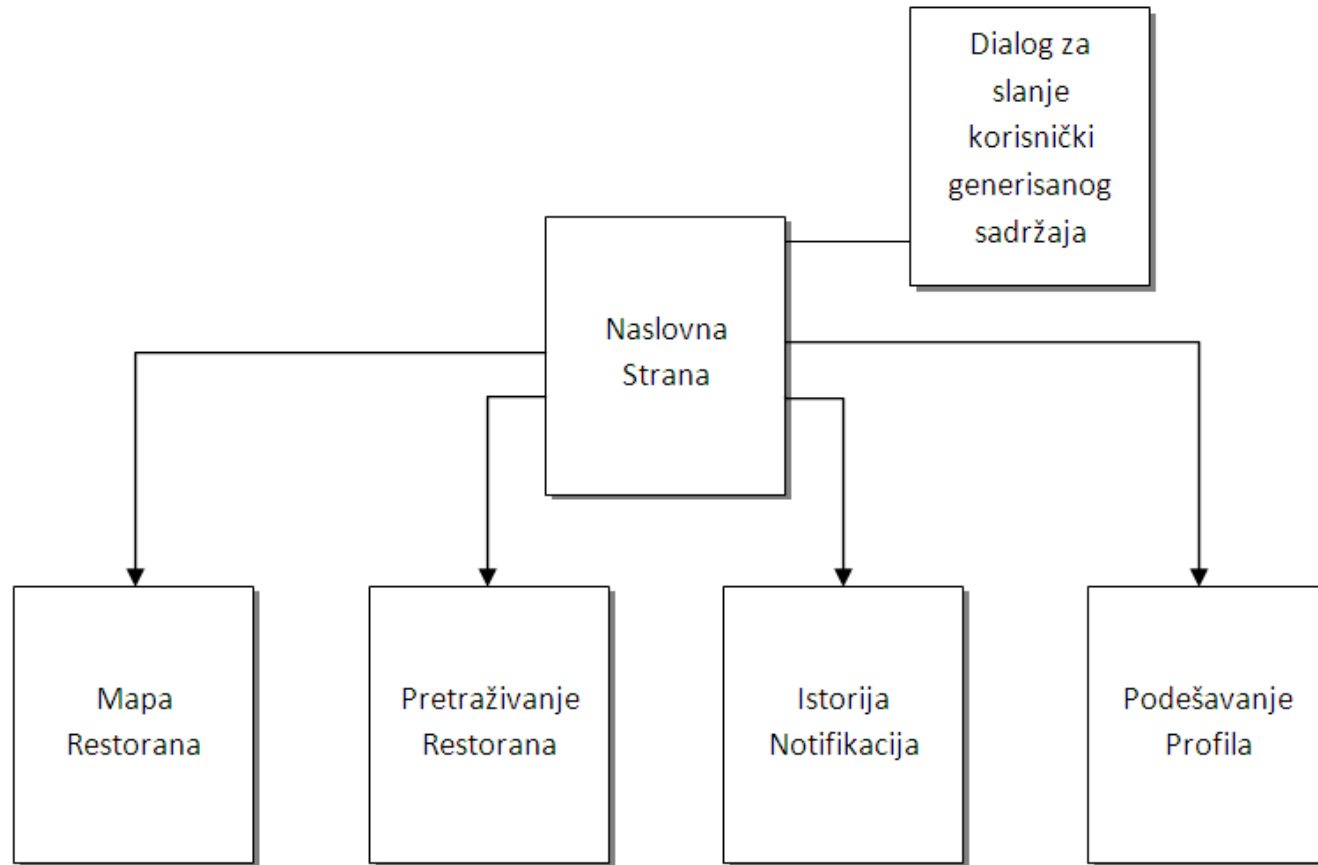 Dialog za
slanje
korisnički
generisanog
sadržaja
Naslovna
Strana
Mapa
Restorana
Pretraživanje
Restorana
Istorija
Notifikacija
Podešavanje
Profila